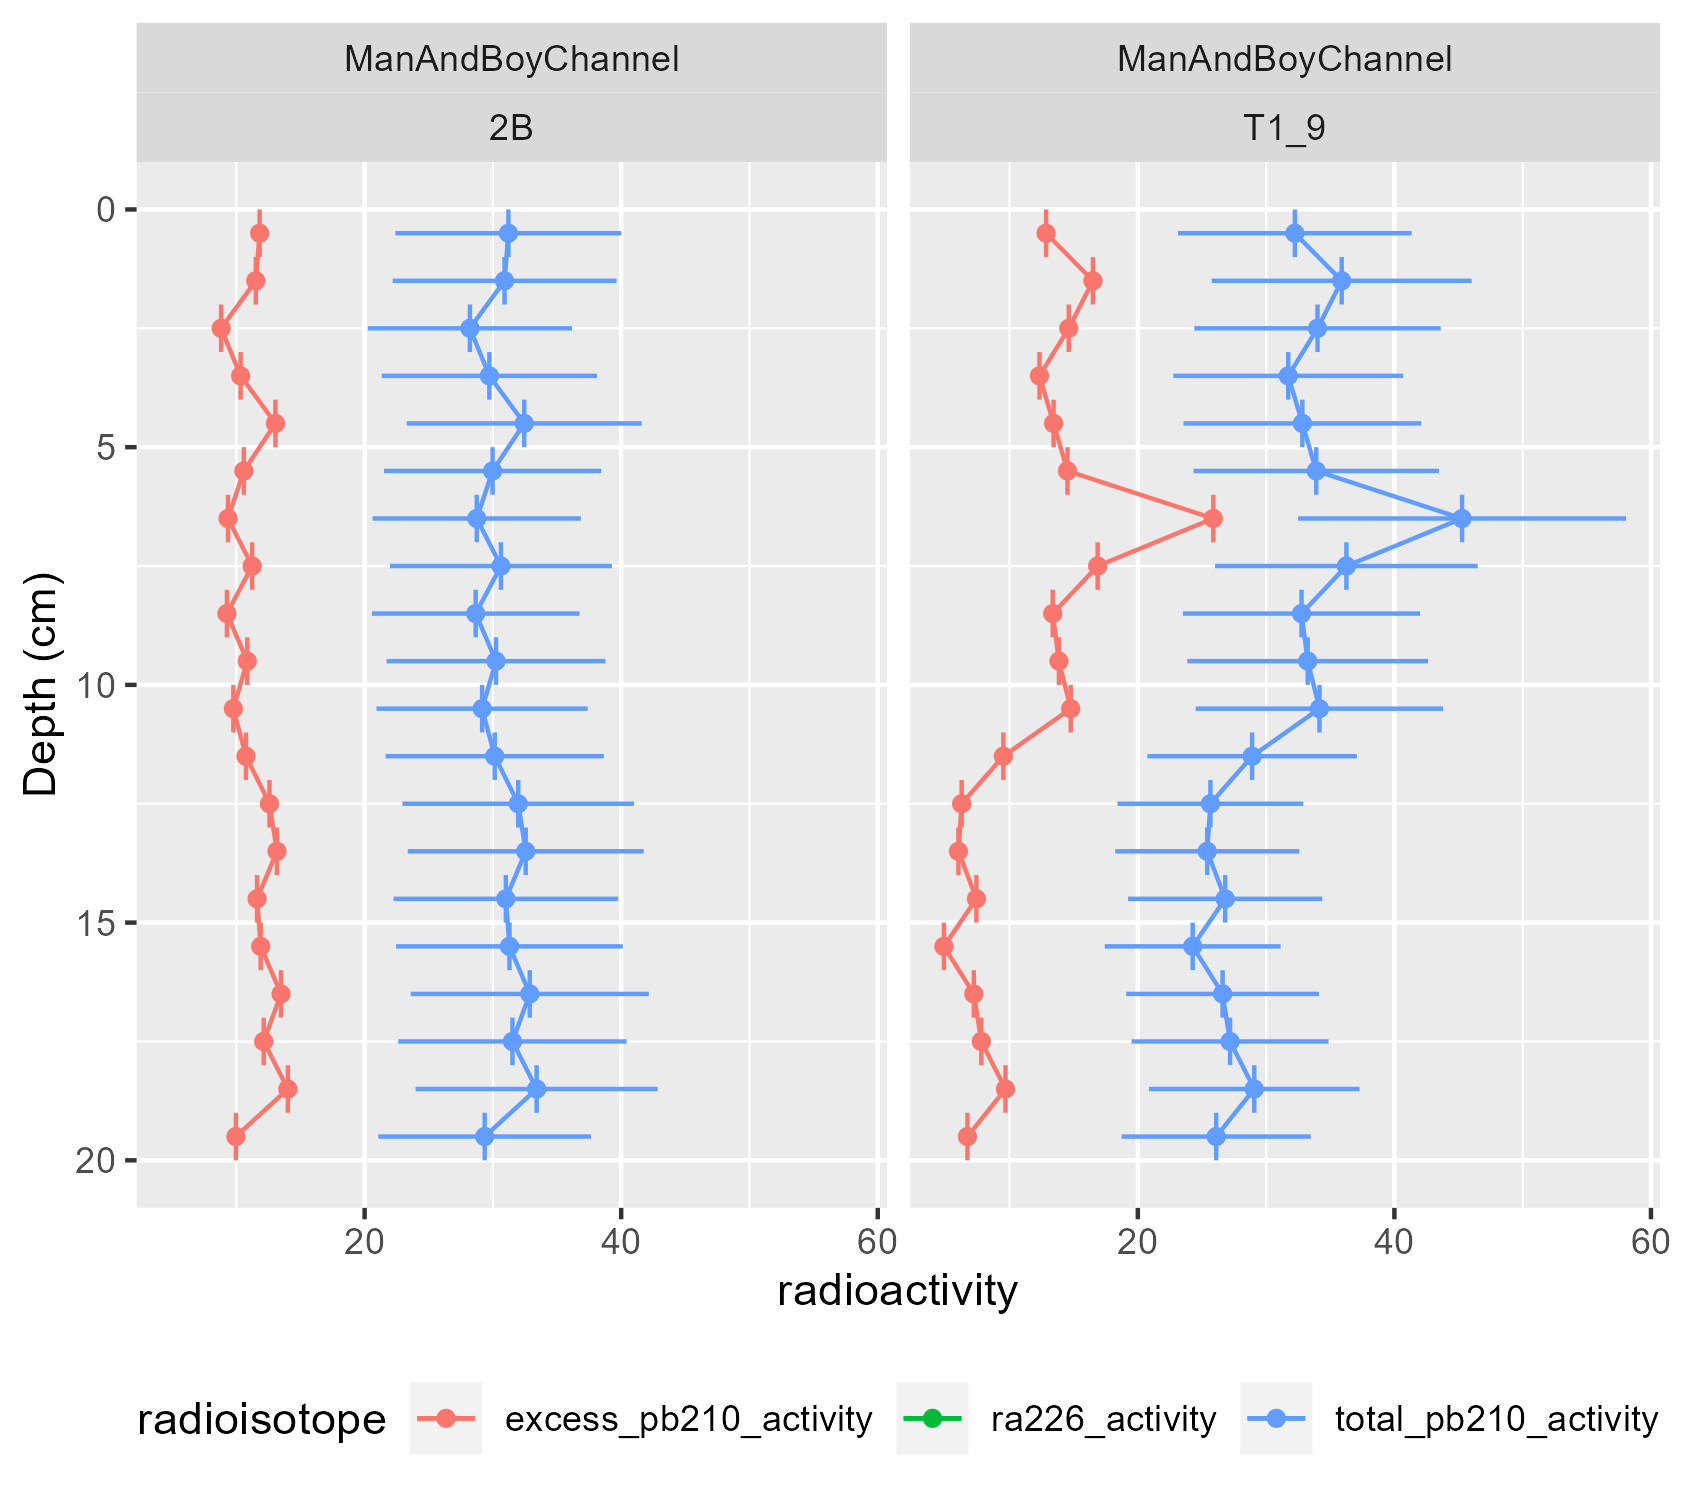 ManAndBoyChannel ManAndBoyChannel
2B T1_9
0
5
10
15
20
Depth (cm)
20 40 60 20 40 60
radioactivity
radioisotope excess_pb210_activity ra226_activity total_pb210_activity